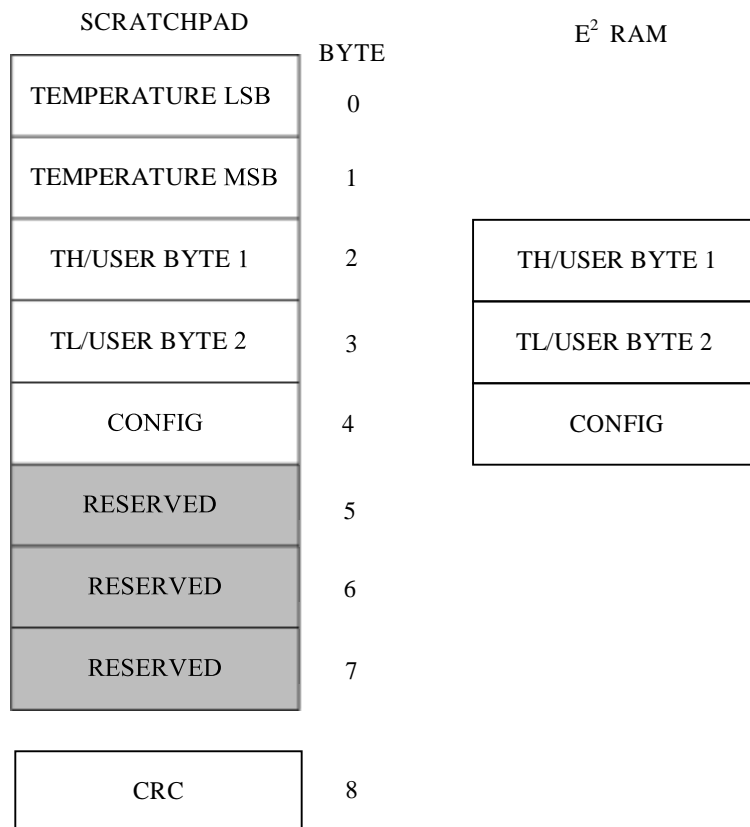 SCRATCHPAD
BYTE
E² RAM
TEMPERATURE LSB 0
TEMPERATURE MSB 1
TH/USER BYTE 1 2 TH/USER BYTE 1
TL/USER BYTE 2 3 TL/USER BYTE 2
CONFIG 4 CONFIG
RESERVED 5
RESERVED 6
RESERVED 7
CRC 8